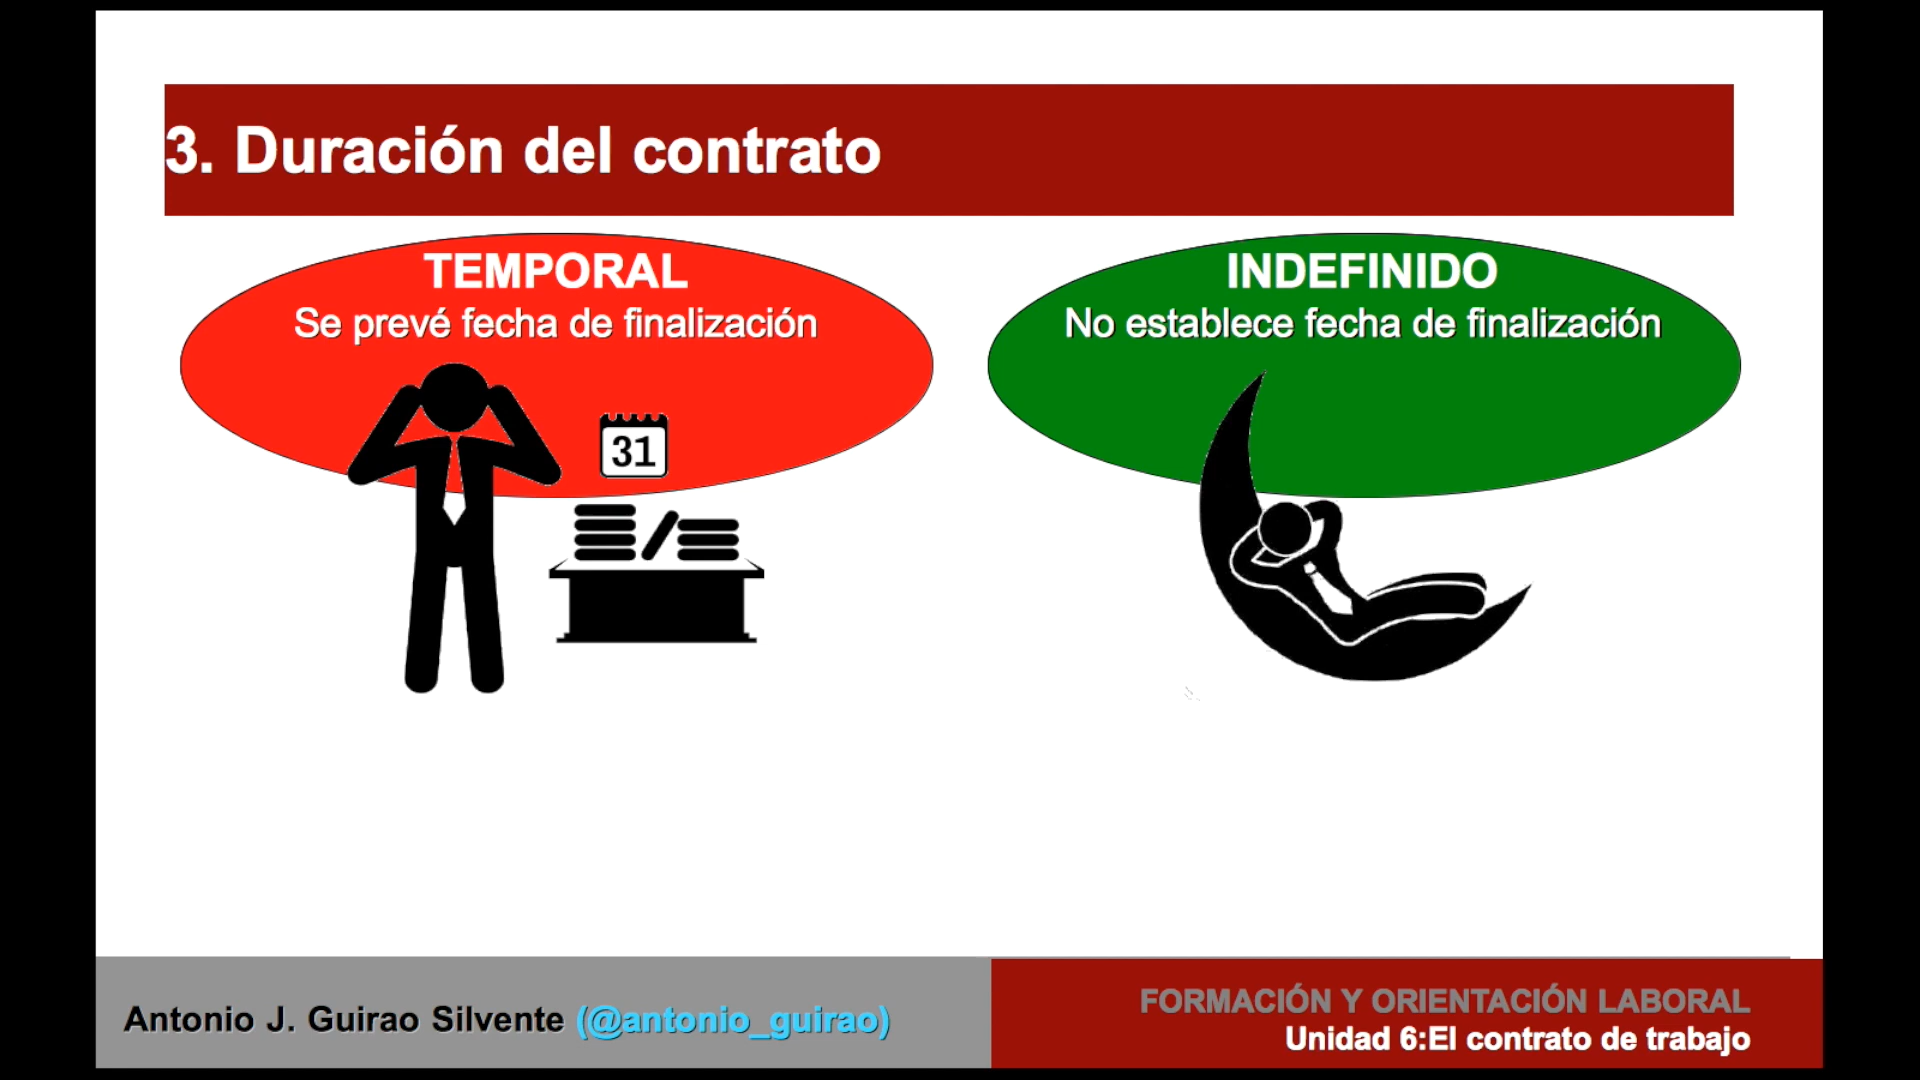 3. Duración del contrato
TEMPORAL
Se prevé fecha de finalización
INDEFINIDO
No establece fecha de finalización
31
Antonio J. Guirao Silvente (@antonio_guirao)
FORMACIÓN Y ORIENTACIÓN LABORAL
Unidad 6:El contrato de trabajo